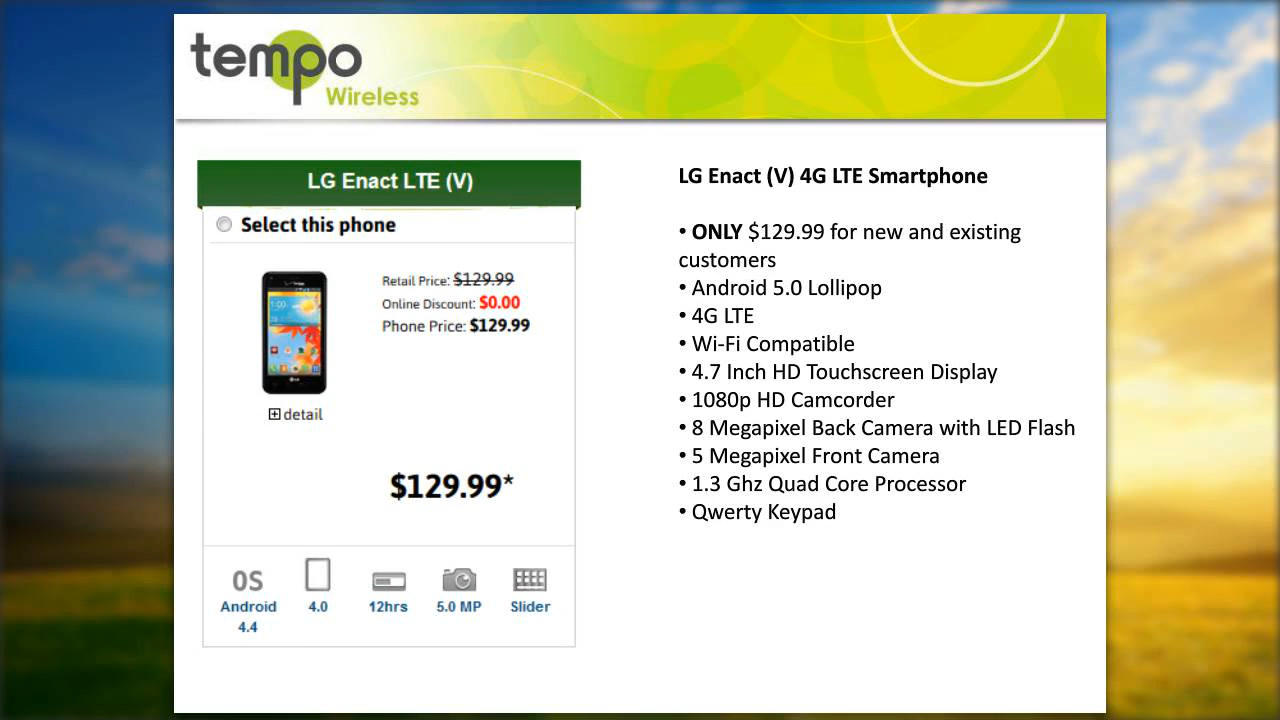 tempo
Wireless
LG Enact LTE (V)
Select this phone
Retail Price: $129.99
Online Discount: $0.00
Phone Price: $129.99
detail
$129.99*
OS
Android 4.0 12hrs 5.0 MP Slider
4.4
LG Enact (V) 4G LTE Smartphone
• ONLY $129.99 for new and existing
customers
• Android 5.0 Lollipop
• 4G LTE
• Wi-Fi Compatible
• 4.7 Inch HD Touchscreen Display
• 1080p HD Camcorder
• 8 Megapixel Back Camera with LED Flash
• 5 Megapixel Front Camera
• 1.3 Ghz Quad Core Processor
• Qwerty Keypad